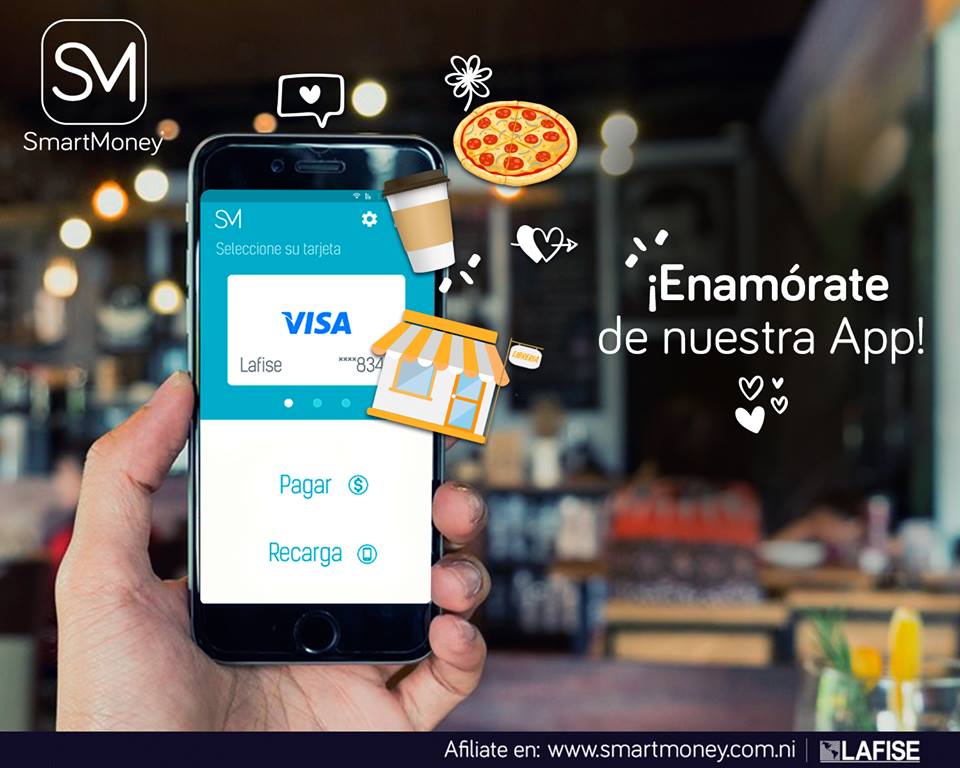 SM
SmartMoney
SM
Seleccione su tarjeta
VISA
Lafise ****834
LIBRERIA
Pagar $
Recarga
¡Enamórate
de nuestra App!
Afiliate en: www.smartmoney.com.ni | LAFISE